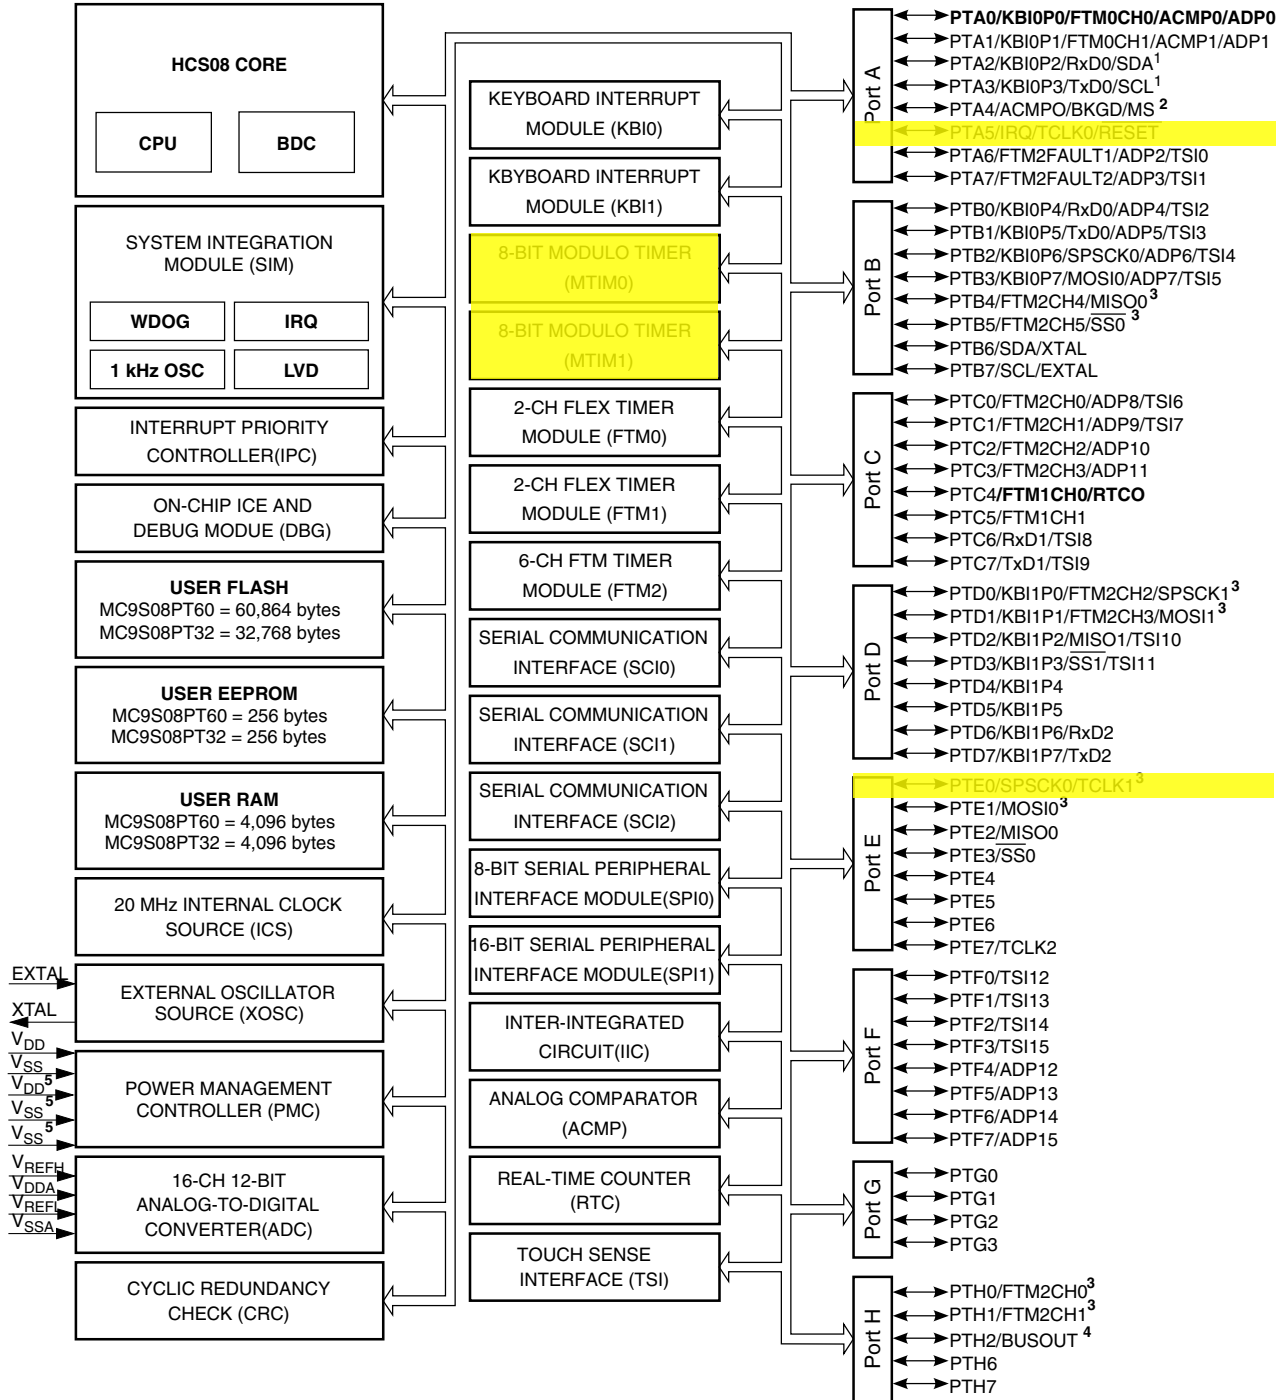 HCS08 CORE
CPU
BDC
SYSTEM INTEGRATION
MODULE (SIM)
WDOG
IRQ
1 kHz OSC
LVD
INTERRUPT PRIORITY
CONTROLLER(IPC)
ON-CHIP ICE AND
DEBUG MODUE (DBG)
USER FLASH
MC9S08PT60 = 60,864 bytes
MC9S08PT32 = 32,768 bytes
USER EEPROM
MC9S08PT60 = 256 bytes
MC9S08PT32 = 256 bytes
USER RAM
MC9S08PT60 = 4,096 bytes
MC9S08PT32 = 4,096 bytes
20 MHz INTERNAL CLOCK
SOURCE (ICS)
EXTAL
XTAL
EXTERNAL OSCILLATOR
SOURCE (XOSC)
VDD
VSS
VDD5
VSS5
VSS5
POWER MANAGEMENT
CONTROLLER (PMC)
VREFH
VDDA
VREFL
VSSA
16-CH 12-BIT
ANALOG-TO-DIGITAL
CONVERTER(ADC)
CYCLIC REDUNDANCY
CHECK (CRC)
KEYBOARD INTERRUPT
MODULE (KBI0)
KBYBOARD INTERRUPT
MODULE (KBI1)
8-BIT MODULO TIMER
(MTIM0)
8-BIT MODULO TIMER
(MTIM1)
2-CH FLEX TIMER
MODULE (FTM0)
2-CH FLEX TIMER
MODULE (FTM1)
6-CH FTM TIMER
MODULE (FTM2)
SERIAL COMMUNICATION
INTERFACE (SCI0)
SERIAL COMMUNICATION
INTERFACE (SCI1)
SERIAL COMMUNICATION
INTERFACE (SCI2)
8-BIT SERIAL PERIPHERAL
INTERFACE MODULE(SPI0)
16-BIT SERIAL PERIPHERAL
INTERFACE MODULE(SPI1)
INTER-INTEGRATED
CIRCUIT(IIC)
ANALOG COMPARATOR
(ACMP)
REAL-TIME COUNTER
(RTC)
TOUCH SENSE
INTERFACE (TSI)
Port A
PTA0/KBI0P0/FTM0CH0/ACMP0/ADP0
PTA1/KBI0P1/FTM0CH1/ACMP1/ADP1
PTA2/KBI0P2/RxD0/SDA1
PTA3/KBI0P3/TxD0/SCL1
PTA4/ACMPO/BKGD/MS 2
PTA5/IRQ/TCLK0/RESET
PTA6/FTM2FAULT1/ADP2/TSI0
PTA7/FTM2FAULT2/ADP3/TSI1
Port B
PTB0/KBI0P4/RxD0/ADP4/TSI2
PTB1/KBI0P5/TxD0/ADP5/TSI3
PTB2/KBI0P6/SPSCK0/ADP6/TSI4
PTB3/KBI0P7/MOSI0/ADP7/TSI5
PTB4/FTM2CH4/MISO0 3
PTB5/FTM2CH5/SS0 3
PTB6/SDA/XTAL
PTB7/SCL/EXTAL
Port C
PTC0/FTM2CH0/ADP8/TSI6
PTC1/FTM2CH1/ADP9/TSI7
PTC2/FTM2CH2/ADP10
PTC3/FTM2CH3/ADP11
PTC4/FTM1CH0/RTCO
PTC5/FTM1CH1
PTC6/RxD1/TSI8
PTC7/TxD1/TSI9
Port D
PTD0/KBI1P0/FTM2CH2/SPSCK1 3
PTD1/KBI1P1/FTM2CH3/MOSI1 3
PTD2/KBI1P2/MISO1/TSI10
PTD3/KBI1P3/SS1/TSI11
PTD4/KBI1P4
PTD5/KBI1P5
PTD6/KBI1P6/RxD2
PTD7/KBI1P7/TxD2
Port E
PTE0/SPSCK0/TCLK1 3
PTE1/MOSI0 3
PTE2/MISO0
PTE3/SS0
PTE4
PTE5
PTE6
PTE7/TCLK2
Port F
PTF0/TSI12
PTF1/TSI13
PTF2/TSI14
PTF3/TSI15
PTF4/ADP12
PTF5/ADP13
PTF6/ADP14
PTF7/ADP15
Port G
PTG0
PTG1
PTG2
PTG3
Port H
PTH0/FTM2CH0 3
PTH1/FTM2CH1 3
PTH2/BUSOUT 4
PTH6
PTH7